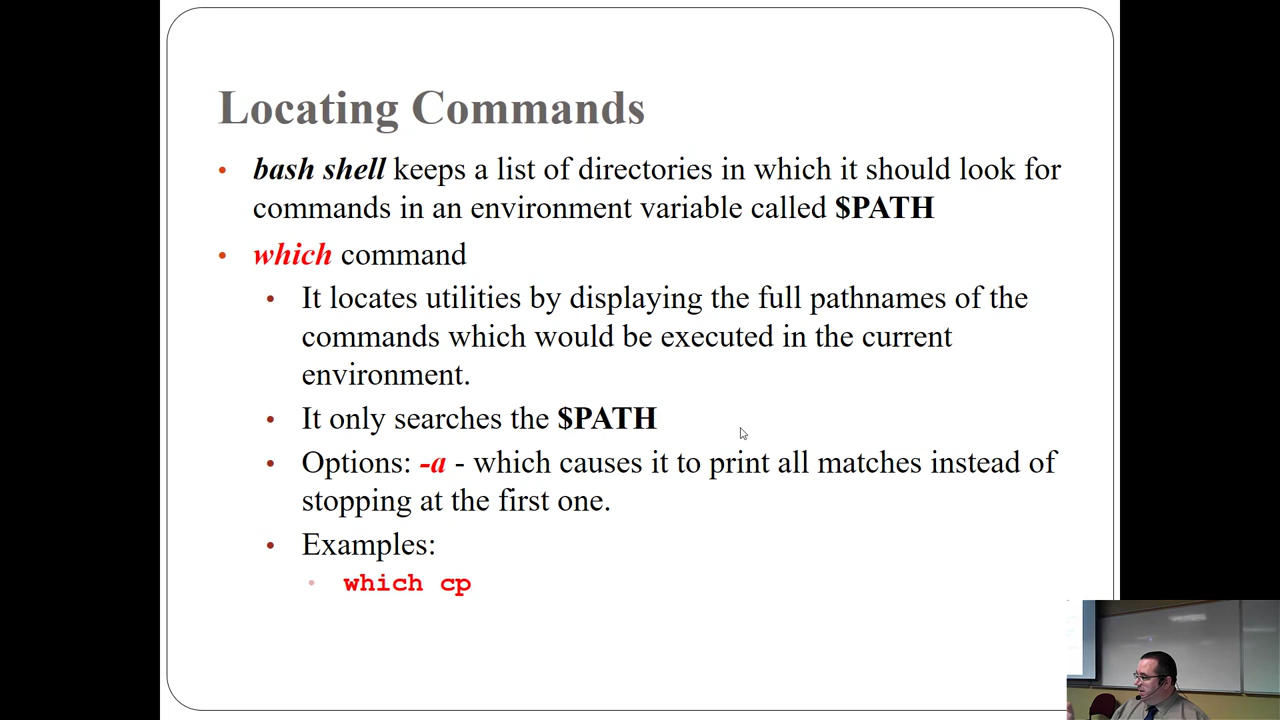 Locating Commands
• bash shell keeps a list of directories in which it should look for
commands in an environment variable called $PATH
• which command
• It locates utilities by displaying the full pathnames of the
commands which would be executed in the current
environment.
• It only searches the $PATH
• Options: -a - which causes it to print all matches instead of
stopping at the first one.
• Examples:
• which cp